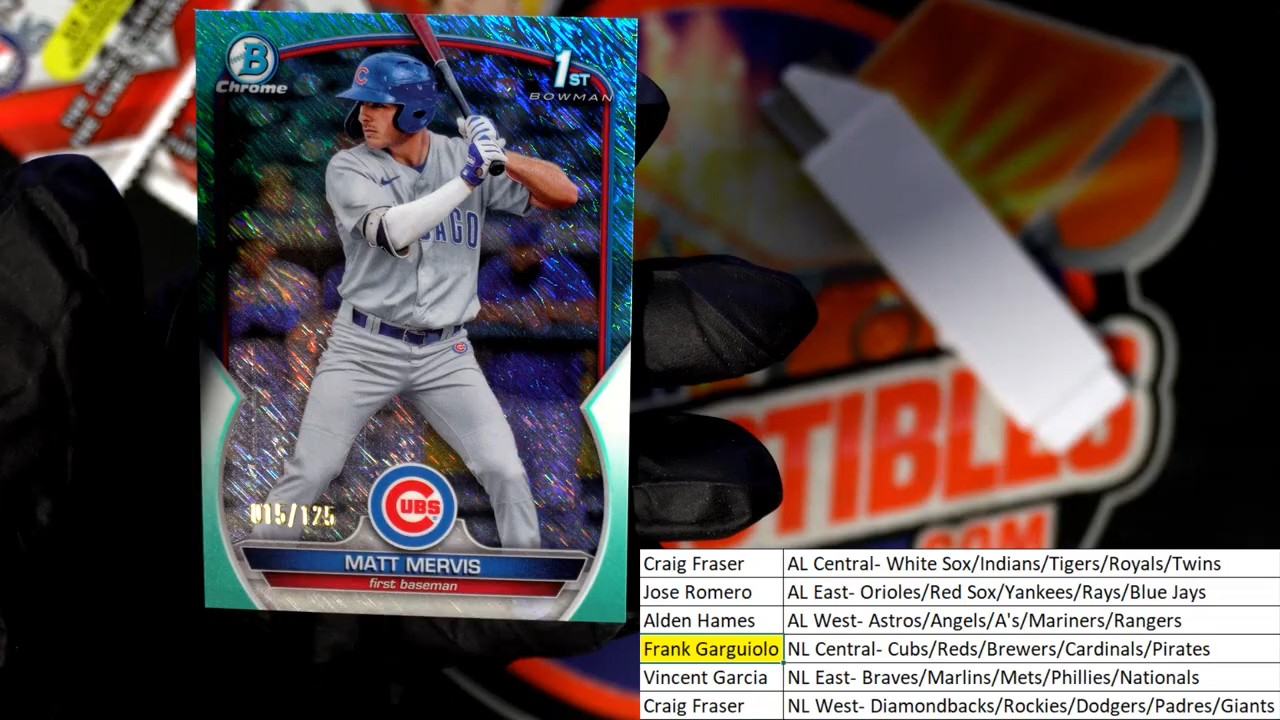 B
Chrome
1ST
BOWMAN
CHICAGO
015/125
CUBS
MATT MERVIS
first baseman
TIBLES
.COM
Craig Fraser AL Central- White Sox/Indians/Tigers/Royals/Twins
Jose Romero AL East- Orioles/Red Sox/Yankees/Rays/Blue Jays
Alden Hames AL West- Astros/Angels/A's/Mariners/Rangers
Frank Garguiolo NL Central- Cubs/Reds/Brewers/Cardinals/Pirates
Vincent Garcia NL East- Braves/Marlins/Mets/Phillies/Nationals
Craig Fraser NL West- Diamondbacks/Rockies/Dodgers/Padres/Giants